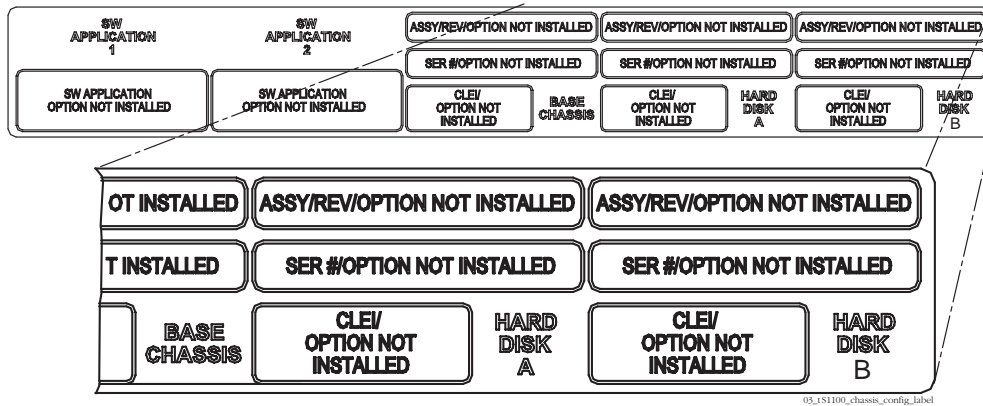 SW
APPLICATION
1
SW
APPLICATION
2
ASSY/REV/OPTION NOT INSTALLED
ASSY/REV/OPTION NOT INSTALLED
ASSY/REV/OPTION NOT INSTALLED
SER #/OPTION NOT INSTALLED
SER #/OPTION NOT INSTALLED
SER #/OPTION NOT INSTALLED
SW APPLICATION
OPTION NOT INSTALLED
SW APPLICATION
OPTION NOT INSTALLED
CLEI/
OPTION NOT
INSTALLED
BASE
CHASSIS
CLEI/
OPTION NOT
INSTALLED
HARD
DISK
A
CLEI/
OPTION NOT
INSTALLED
HARD
DISK
B
OT INSTALLED
ASSY/REV/OPTION NOT INSTALLED
ASSY/REV/OPTION NOT INSTALLED
T INSTALLED
SER #/OPTION NOT INSTALLED
SER #/OPTION NOT INSTALLED
BASE
CHASSIS
CLEI/
OPTION NOT
INSTALLED
HARD
DISK
A
CLEI/
OPTION NOT
INSTALLED
HARD
DISK
B
03_tS1100_chassis_config_label